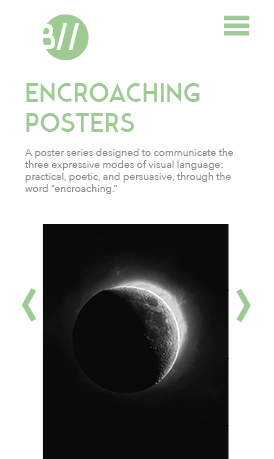 B//
ENCROACHING
POSTERS
A poster series designed to communicate the
three expressive modes of visual language:
practical, poetic, and persuasive, through the
word “encroaching.”